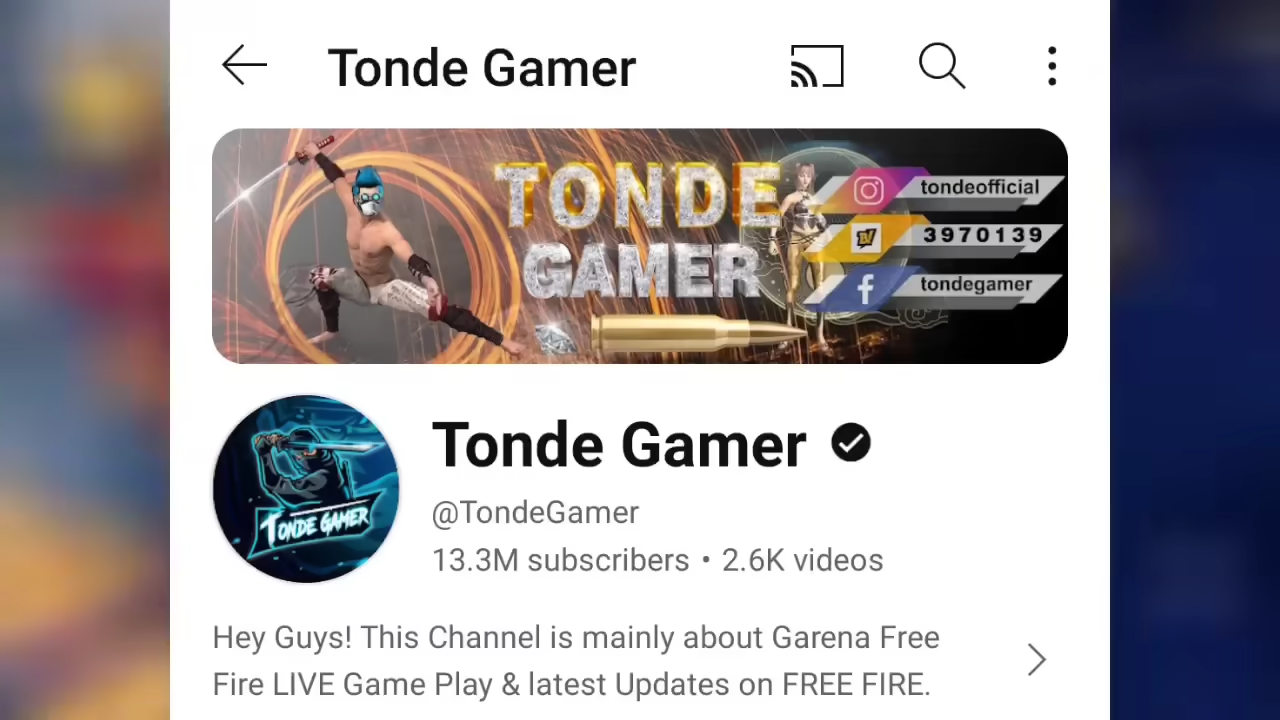 Tonde Gamer
TONDE
GAMER
tondeofficial
3970139
tondegamer
TONDE GAMER
Tonde Gamer
@TondeGamer
13.3M subscribers • 2.6K videos
Hey Guys! This Channel is mainly about Garena Free
Fire LIVE Game Play & latest Updates on FREE FIRE.